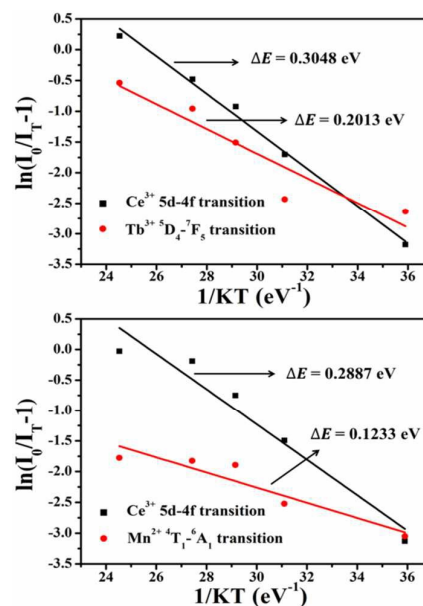 0.5
0.0
-0.5
-1.0
-1.5
-2.0
-2.5
-3.0
-3.5
ln(I₀/I_T-1)
ΔE = 0.3048 eV
ΔE = 0.2013 eV
Ce³⁺ 5d-4f transition
Tb³⁺ ⁵D₄-⁷F₅ transition
24 26 28 30 32 34 36
1/KT (eV⁻¹)
0.5
0.0
-0.5
-1.0
-1.5
-2.0
-2.5
-3.0
-3.5
ln(I₀/I_T-1)
ΔE = 0.2887 eV
ΔE = 0.1233 eV
Ce³⁺ 5d-4f transition
Mn²⁺ ⁴T₁-⁶A₁ transition
24 26 28 30 32 34 36
1/KT (eV⁻¹)